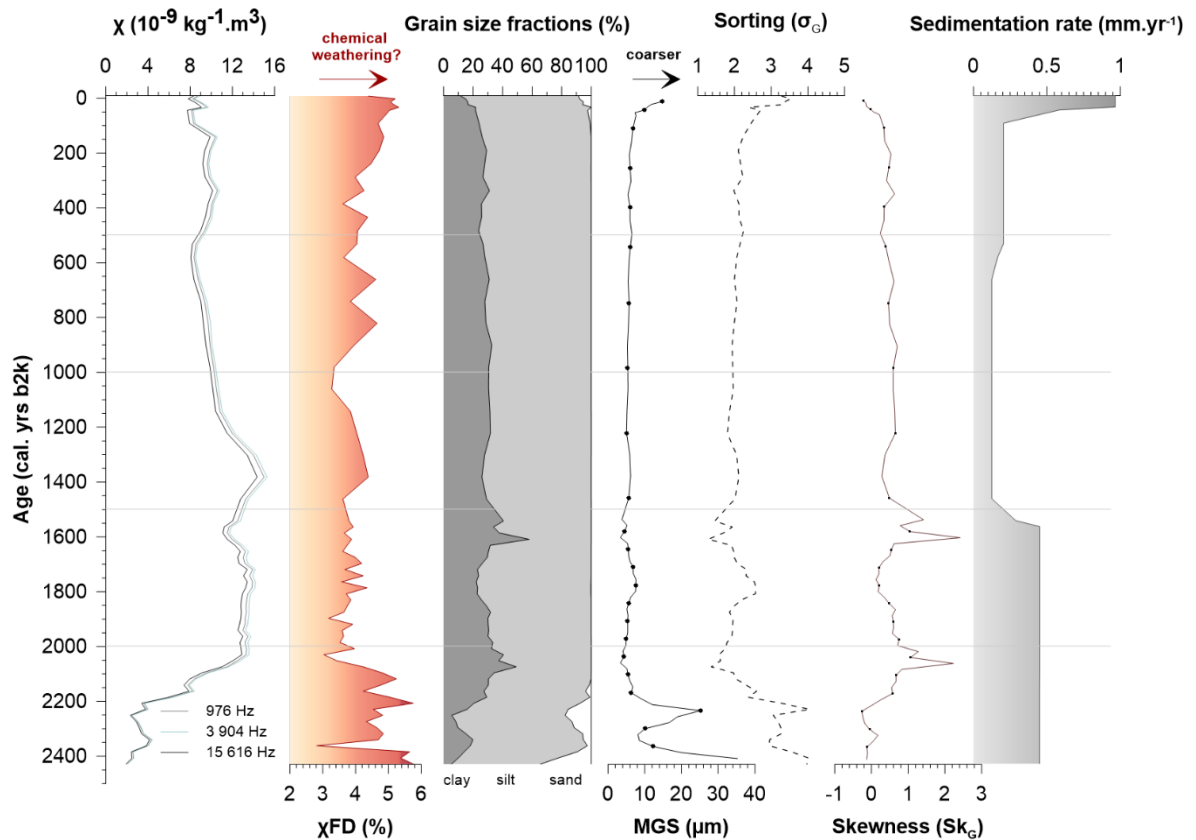 χ (10⁻⁹ kg⁻¹.m³)
chemical
weathering?
Grain size fractions (%)
coarser
Sorting (σG)
Sedimentation rate (mm.yr⁻¹)
0 4 8 12 16
0 20 40 60 80 100
1 2 3 4 5
0 0.5 1
Age (cal. yrs b2k)
0
200
400
600
800
1000
1200
1400
1600
1800
2000
2200
2400
976 Hz
3 904 Hz
15 616 Hz
clay silt sand
2 3 4 5 6
0 10 20 30 40
-1 0 1 2 3
χFD (%)
MGS (µm)
Skewness (SkG)